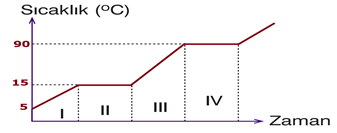 Sıcaklık (ºC)
90
15
5
I II III IV
Zaman